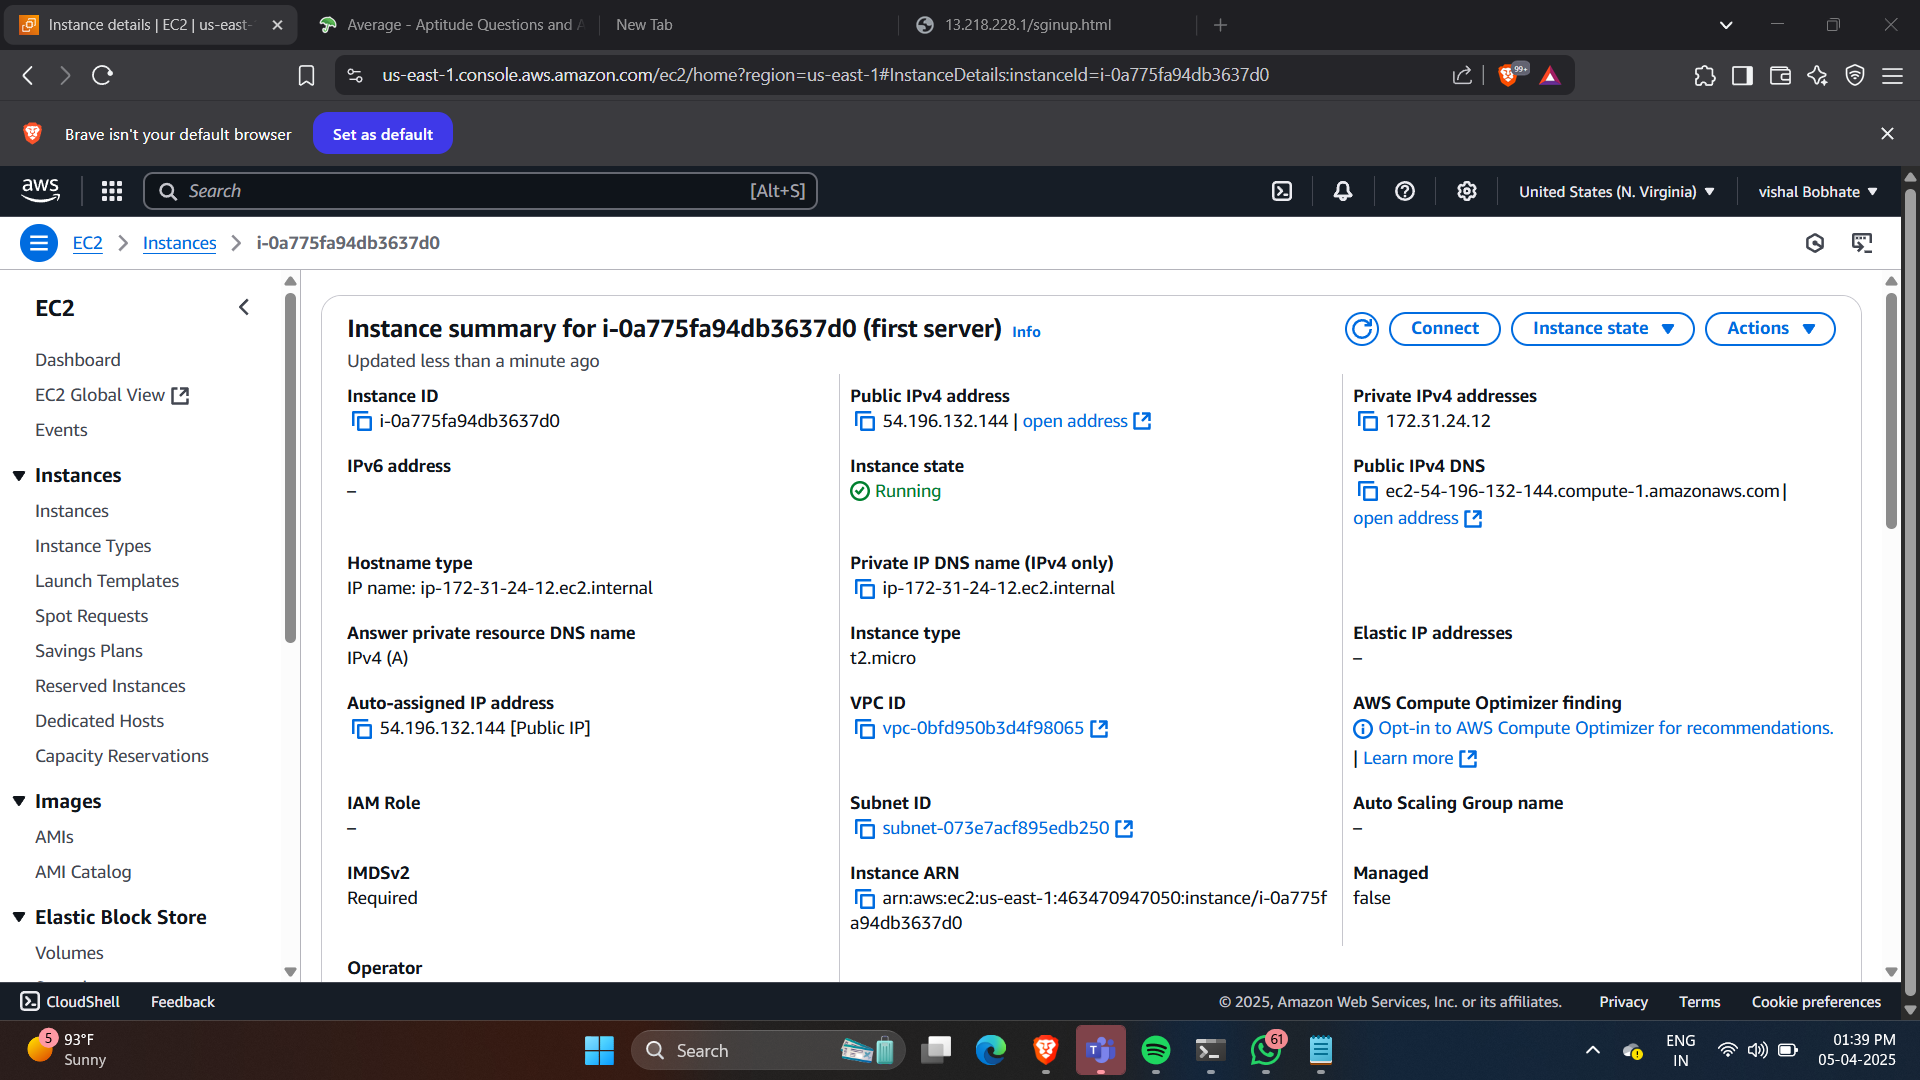 Instance details | EC2 | us-east-
Average - Aptitude Questions and A
New Tab
13.218.228.1/sginup.html
us-east-1.console.aws.amazon.com/ec2/home?region=us-east-1#InstanceDetails:instanceId=i-0a775fa94db3637d0
99+
Brave isn't your default browser
Set as default
aws
Search
[Alt+S]
United States (N. Virginia)
vishal Bobhate
EC2
Instances
i-0a775fa94db3637d0
EC2
Dashboard
EC2 Global View
Events
Instances
Instances
Instance Types
Launch Templates
Spot Requests
Savings Plans
Reserved Instances
Dedicated Hosts
Capacity Reservations
Images
AMIs
AMI Catalog
Elastic Block Store
Volumes
Instance summary for i-0a775fa94db3637d0 (first server) Info
Updated less than a minute ago
Connect
Instance state
Actions
Instance ID
i-0a775fa94db3637d0
Public IPv4 address
54.196.132.144 | open address
Private IPv4 addresses
172.31.24.12
IPv6 address
–
Instance state
Running
Public IPv4 DNS
ec2-54-196-132-144.compute-1.amazonaws.com |
open address
Hostname type
IP name: ip-172-31-24-12.ec2.internal
Private IP DNS name (IPv4 only)
ip-172-31-24-12.ec2.internal
Answer private resource DNS name
IPv4 (A)
Instance type
t2.micro
Elastic IP addresses
–
Auto-assigned IP address
54.196.132.144 [Public IP]
VPC ID
vpc-0bfd950b3d4f98065
AWS Compute Optimizer finding
Opt-in to AWS Compute Optimizer for recommendations.
| Learn more
IAM Role
–
Subnet ID
subnet-073e7acf895edb250
Auto Scaling Group name
–
IMDSv2
Required
Instance ARN
arn:aws:ec2:us-east-1:463470947050:instance/i-0a775f
a94db3637d0
Managed
false
Operator
CloudShell
Feedback
© 2025, Amazon Web Services, Inc. or its affiliates.
Privacy
Terms
Cookie preferences
5
93°F
Sunny
Search
61
ENG
IN
01:39 PM
05-04-2025